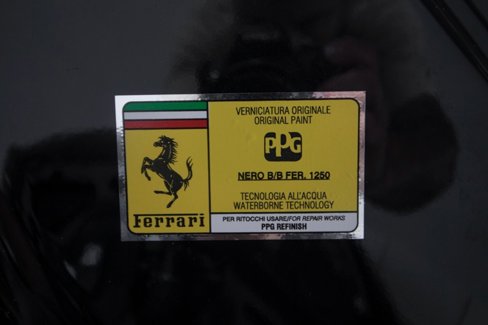 VERNICIATURA ORIGINALE
ORIGINAL PAINT
PPG
NERO B/B FER. 1250
TECNOLOGIA ALL'ACQUA
WATERBORNE TECHNOLOGY
Ferrari
PER RITOCCHI USARE/FOR REPAIR WORKS
PPG REFINISH